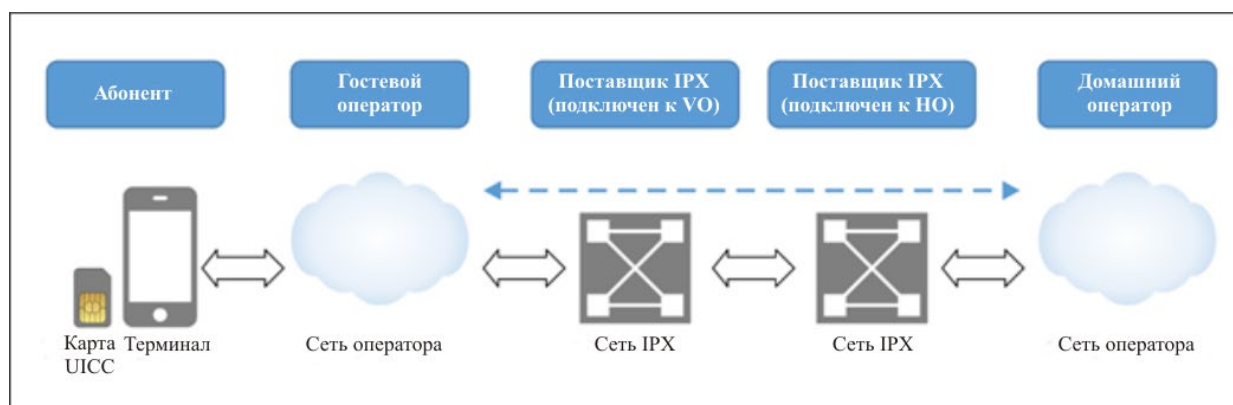 Абонент
Гостевой
оператор
Поставщик IPX
(подключен к VO)
Поставщик IPX
(подключен к HO)
Домашний
оператор
Карта
UICC
Терминал
Сеть оператора
Сеть IPX
Сеть IPX
Сеть оператора